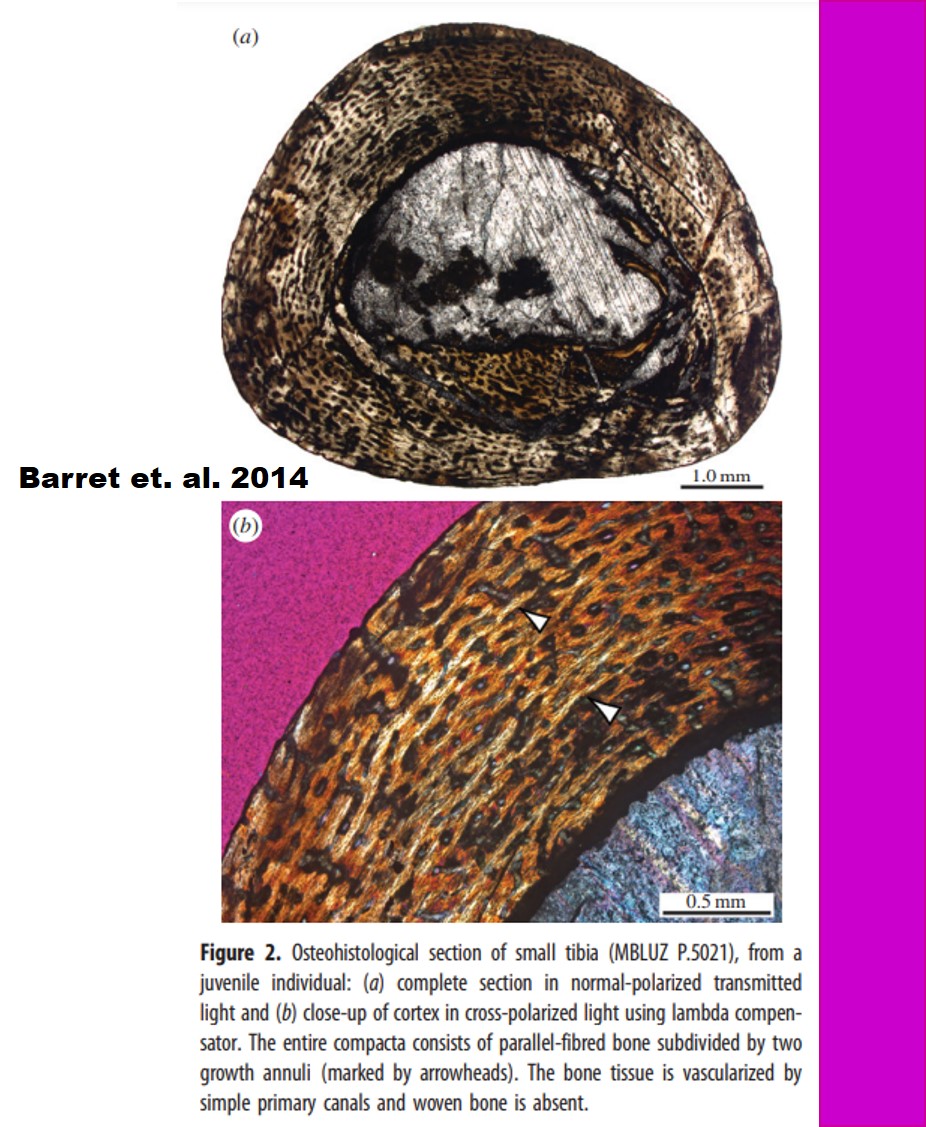 (a)
Barret et. al. 2014
1.0 mm
(b)
0.5 mm
Figure 2. Osteohistological section of small tibia (MBLUZ P.5021), from a
juvenile individual: (a) complete section in normal-polarized transmitted
light and (b) close-up of cortex in cross-polarized light using lambda compen-
sator. The entire compacta consists of parallel-fibred bone subdivided by two
growth annuli (marked by arrowheads). The bone tissue is vascularized by
simple primary canals and woven bone is absent.